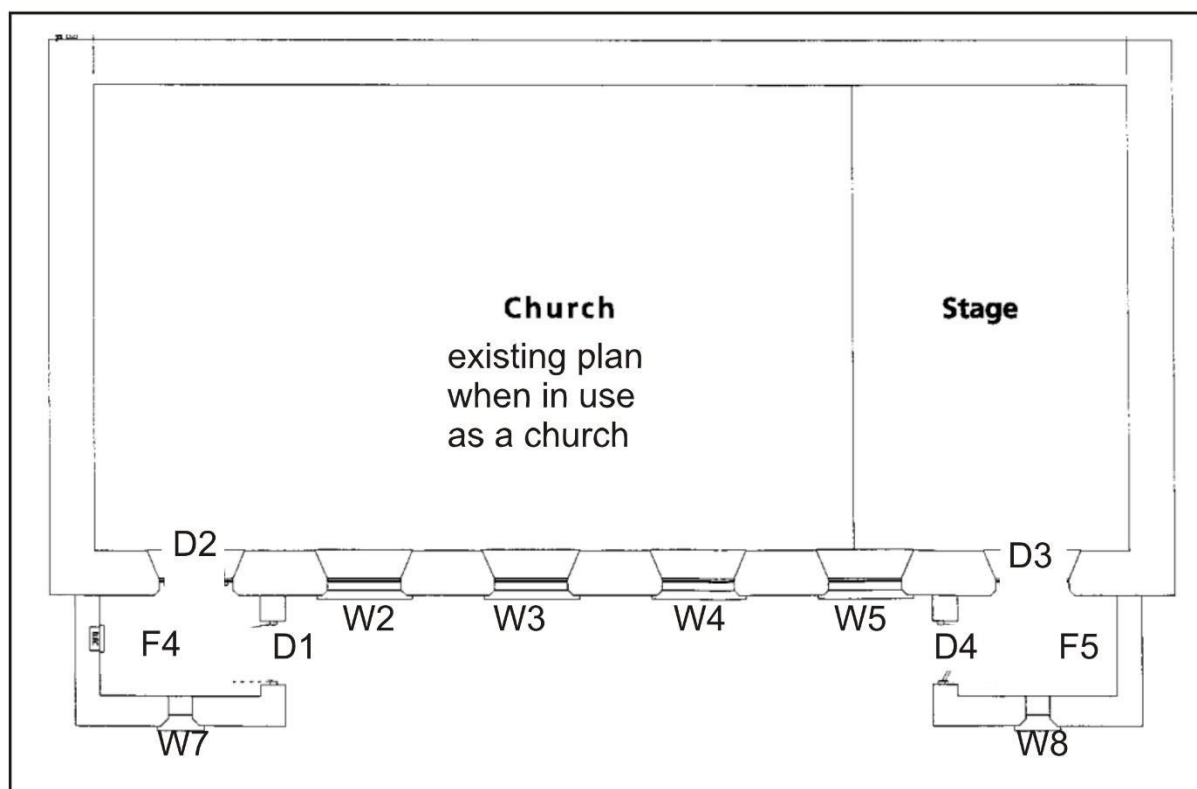 Church
Stage
existing plan
when in use
as a church
D2
D3
W2
W3
W4
W5
F4
D1
D4
F5
W7
W8